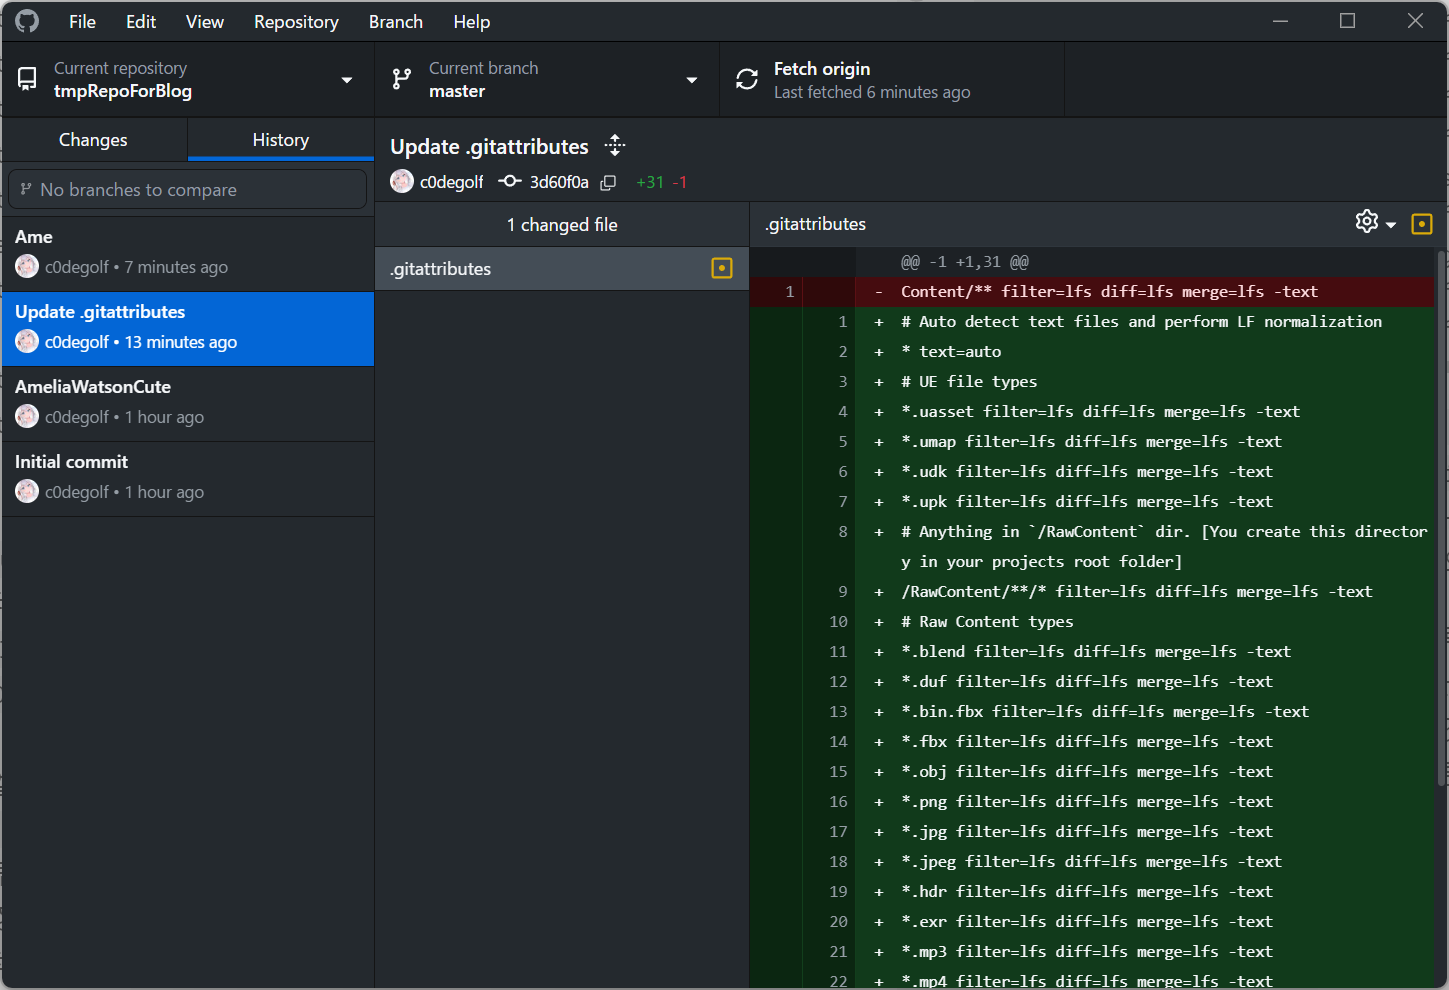 File Edit View Repository Branch Help
Current repository
tmpRepoForBlog
Current branch
master
Fetch origin
Last fetched 6 minutes ago
Changes
History
No branches to compare
Ame
c0degolf • 7 minutes ago
Update .gitattributes
c0degolf • 13 minutes ago
AmeliaWatsonCute
c0degolf • 1 hour ago
Initial commit
c0degolf • 1 hour ago
Update .gitattributes
c0degolf 3d60f0a +31 -1
1 changed file
.gitattributes
.gitattributes
@@ -1 +1,31 @@
1 - Content/** filter=lfs diff=lfs merge=lfs -text
1 + # Auto detect text files and perform LF normalization
2 + * text=auto
3 + # UE file types
4 + *.uasset filter=lfs diff=lfs merge=lfs -text
5 + *.umap filter=lfs diff=lfs merge=lfs -text
6 + *.udk filter=lfs diff=lfs merge=lfs -text
7 + *.upk filter=lfs diff=lfs merge=lfs -text
8 + # Anything in `/RawContent` dir. [You create this director
y in your projects root folder]
9 + /RawContent/**/* filter=lfs diff=lfs merge=lfs -text
10 + # Raw Content types
11 + *.blend filter=lfs diff=lfs merge=lfs -text
12 + *.duf filter=lfs diff=lfs merge=lfs -text
13 + *.bin.fbx filter=lfs diff=lfs merge=lfs -text
14 + *.fbx filter=lfs diff=lfs merge=lfs -text
15 + *.obj filter=lfs diff=lfs merge=lfs -text
16 + *.png filter=lfs diff=lfs merge=lfs -text
17 + *.jpg filter=lfs diff=lfs merge=lfs -text
18 + *.jpeg filter=lfs diff=lfs merge=lfs -text
19 + *.hdr filter=lfs diff=lfs merge=lfs -text
20 + *.exr filter=lfs diff=lfs merge=lfs -text
21 + *.mp3 filter=lfs diff=lfs merge=lfs -text
22 + *.mp4 filter=lfs diff=lfs merge=lfs -text